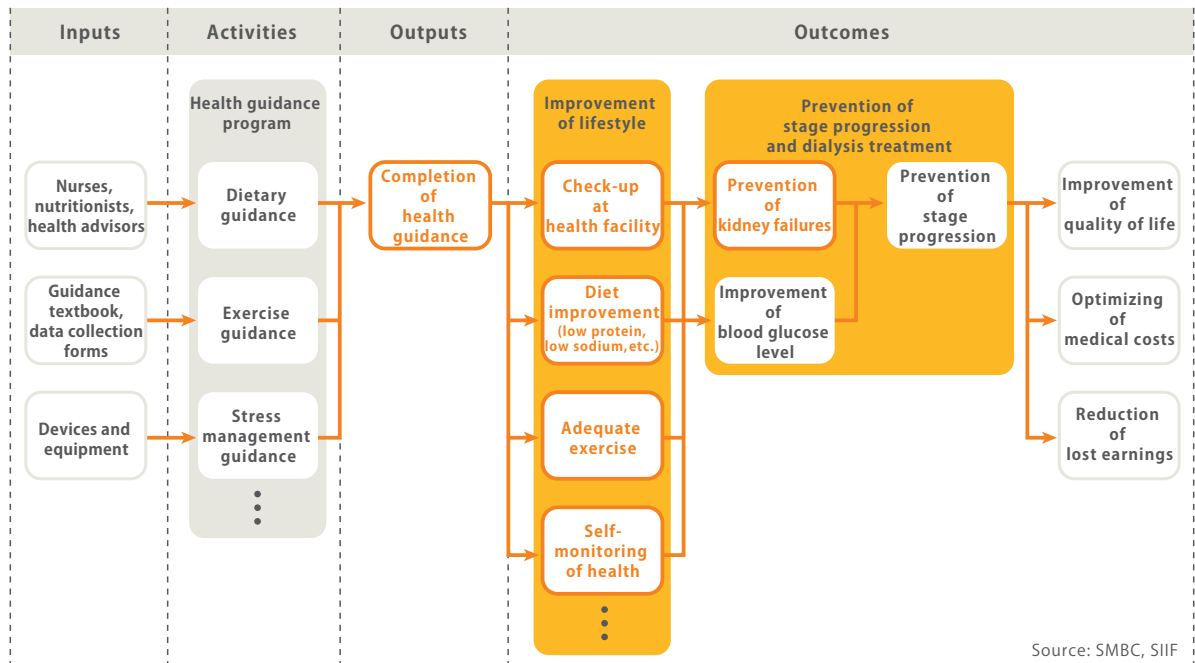 Inputs
Activities
Outputs
Outcomes
Health guidance
program
Improvement
of lifestyle
Prevention of
stage progression
and dialysis treatment
Nurses,
nutritionists,
health advisors
Dietary
guidance
Completion
of
health
guidance
Check-up
at
health facility
Prevention
of
kidney failures
Prevention
of
stage
progression
Improvement
of
quality of life
Guidance
textbook,
data collection
forms
Exercise
guidance
Diet
improvement
(low protein,
low sodium, etc.)
Improvement
of
blood glucose
level
Optimizing
of
medical costs
Devices and
equipment
Stress
management
guidance
Adequate
exercise
Reduction
of
lost earnings
Self-
monitoring
of health
Source: SMBC, SIIF